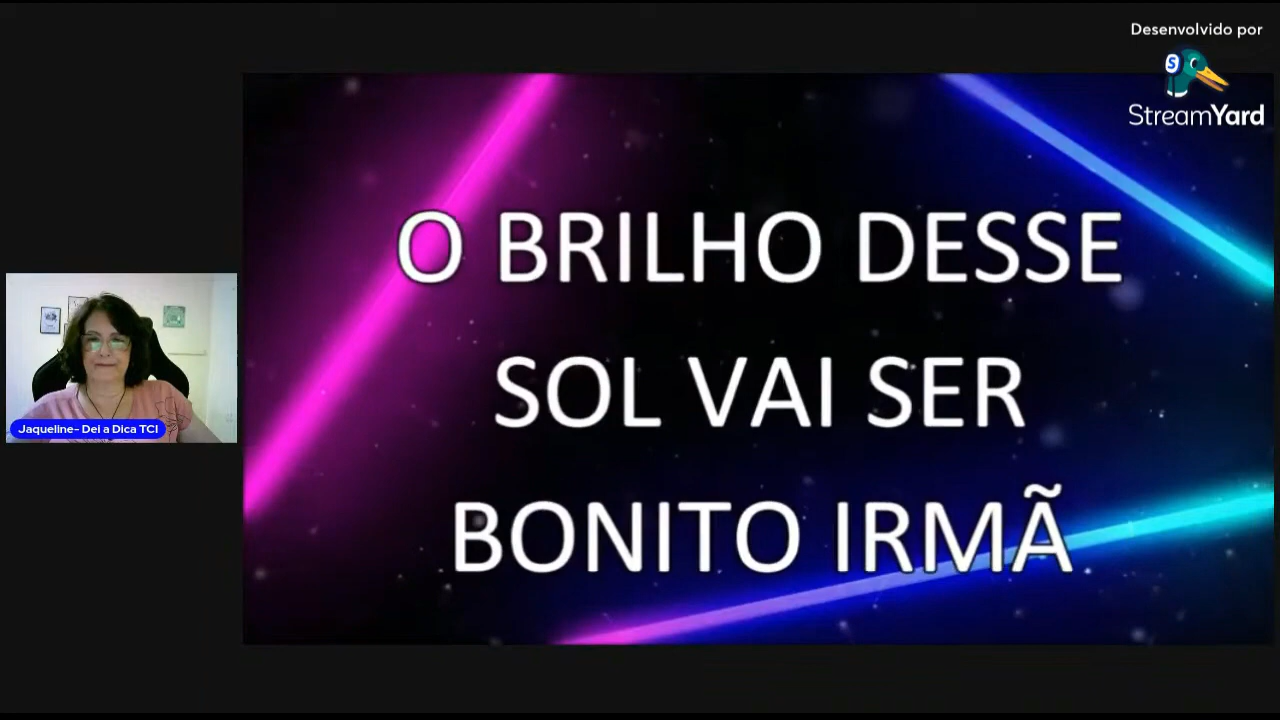 Desenvolvido por
S
StreamYard
O BRILHO DESSE
SOL VAI SER
BONITO IRMÃ
Jaqueline- Dei a Dica TCI